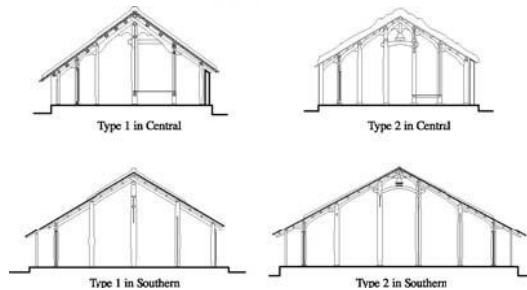 Type 1 in Central
Type 2 in Central
Type 1 in Southern
Type 2 in Southern